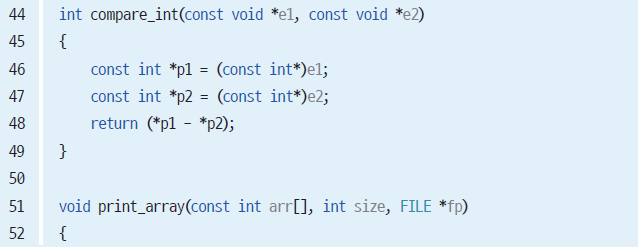 44 int compare_int(const void *e1, const void *e2)
45 {
46     const int *p1 = (const int*)e1;
47     const int *p2 = (const int*)e2;
48     return (*p1 - *p2);
49 }
50
51 void print_array(const int arr[], int size, FILE *fp)
52 {